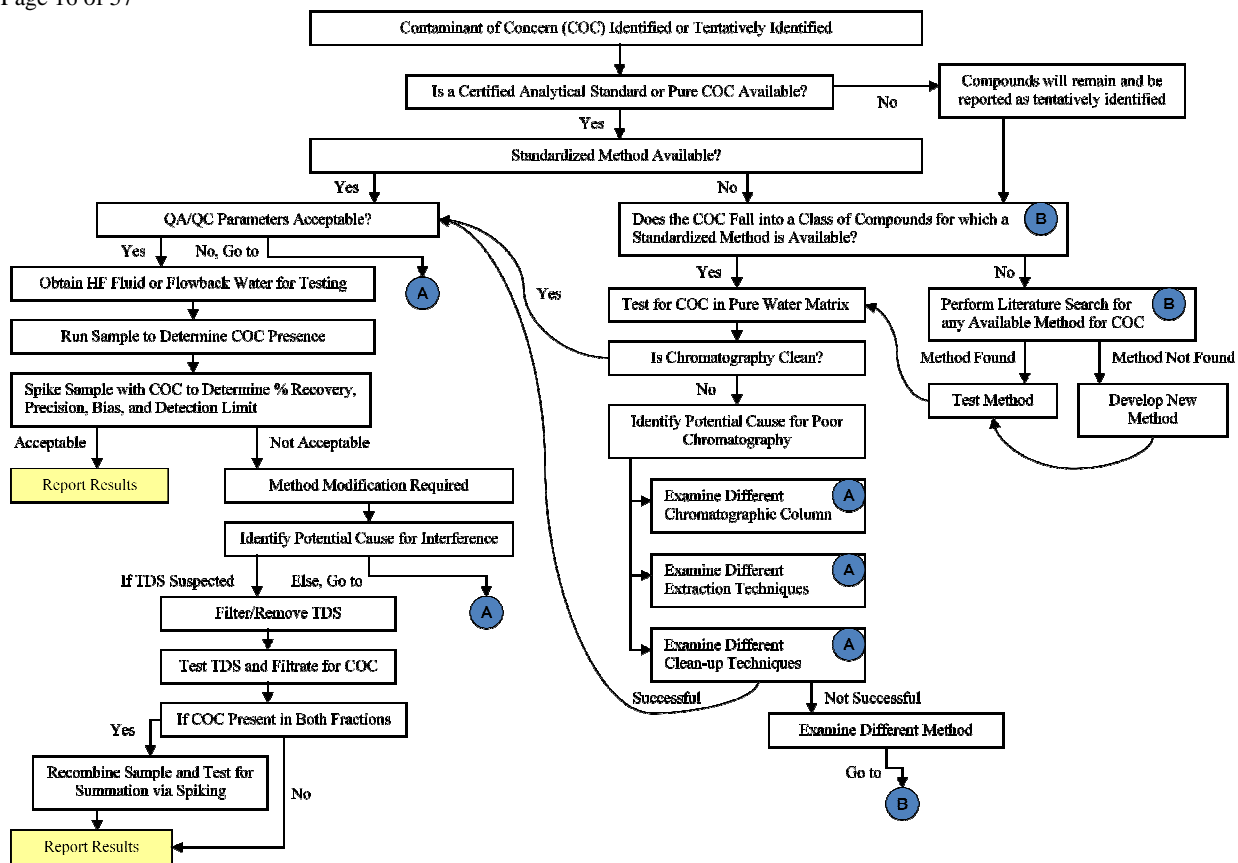 Page 16 of 57
Contaminant of Concern (COC) Identified or Tentatively Identified
Is a Certified Analytical Standard or Pure COC Available?
No
Compounds will remain and be
reported as tentatively identified
Yes
Standardized Method Available?
Yes
No
QA/QC Parameters Acceptable?
Does the COC Fall into a Class of Compounds for which a
Standardized Method is Available?
B
Yes
No, Go to
A
Obtain HF Fluid or Flowback Water for Testing
Run Sample to Determine COC Presence
Spike Sample with COC to Determine % Recovery,
Precision, Bias, and Detection Limit
Acceptable
Not Acceptable
Report Results
Method Modification Required
Identify Potential Cause for Interference
If TDS Suspected
Else, Go to
A
Filter/Remove TDS
Test TDS and Filtrate for COC
If COC Present in Both Fractions
Yes
No
Recombine Sample and Test for
Summation via Spiking
Report Results
Yes
No
Test for COC in Pure Water Matrix
Yes
Is Chromatography Clean?
No
Identify Potential Cause for Poor
Chromatography
Examine Different
Chromatographic Column
A
Examine Different
Extraction Techniques
A
Examine Different
Clean-up Techniques
A
Successful
Not Successful
Examine Different Method
Go to
B
Perform Literature Search for
any Available Method for COC
B
Method Found
Method Not Found
Test Method
Develop New
Method